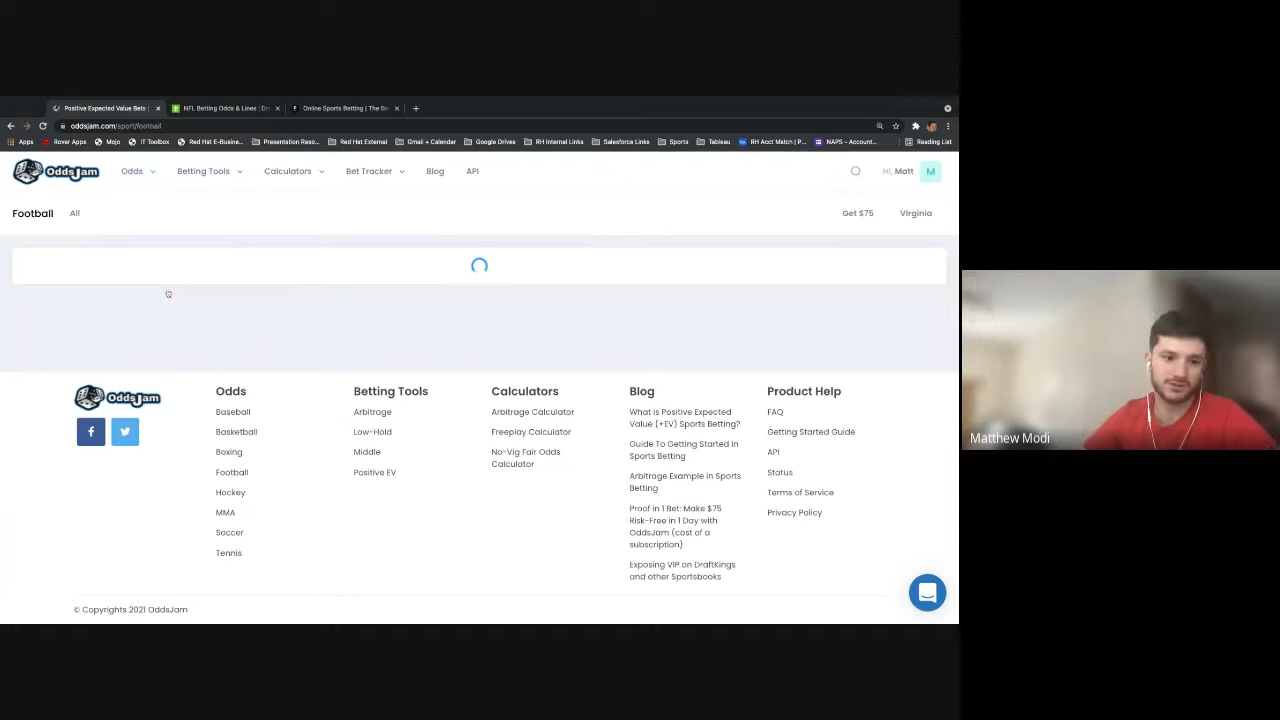 Positive Expected Value Bets |
NFL Betting Odds & Lines | Dr
Online Sports Betting | The Be
oddsjam.com/sport/football
Apps
Rover Apps
Mojo
IT Toolbox
Red Hat E-Busine...
Presentation Reso...
Red Hat External
Gmail + Calendar
Google Drives
RH Internal Links
Salesforce Links
Sports
Tableau
RH Acct Match | P...
NAPS - Account...
Reading List
OddsJam
Odds
Betting Tools
Calculators
Bet Tracker
Blog
API
Hi, Matt
M
Football
All
Get $75
Virginia
OddsJam
Odds
Baseball
Basketball
Boxing
Football
Hockey
MMA
Soccer
Tennis
Betting Tools
Arbitrage
Low-Hold
Middle
Positive EV
Calculators
Arbitrage Calculator
Freeplay Calculator
No-Vig Fair Odds
Calculator
Blog
What is Positive Expected
Value (+EV) Sports Betting?
Guide To Getting Started In
Sports Betting
Arbitrage Example in Sports
Betting
Proof in 1 Bet: Make $75
Risk-Free in 1 Day with
OddsJam (cost of a
subscription)
Exposing VIP on DraftKings
and other Sportsbooks
Product Help
FAQ
Getting Started Guide
API
Status
Terms of Service
Privacy Policy
© Copyrights 2021 OddsJam
Matthew Modi